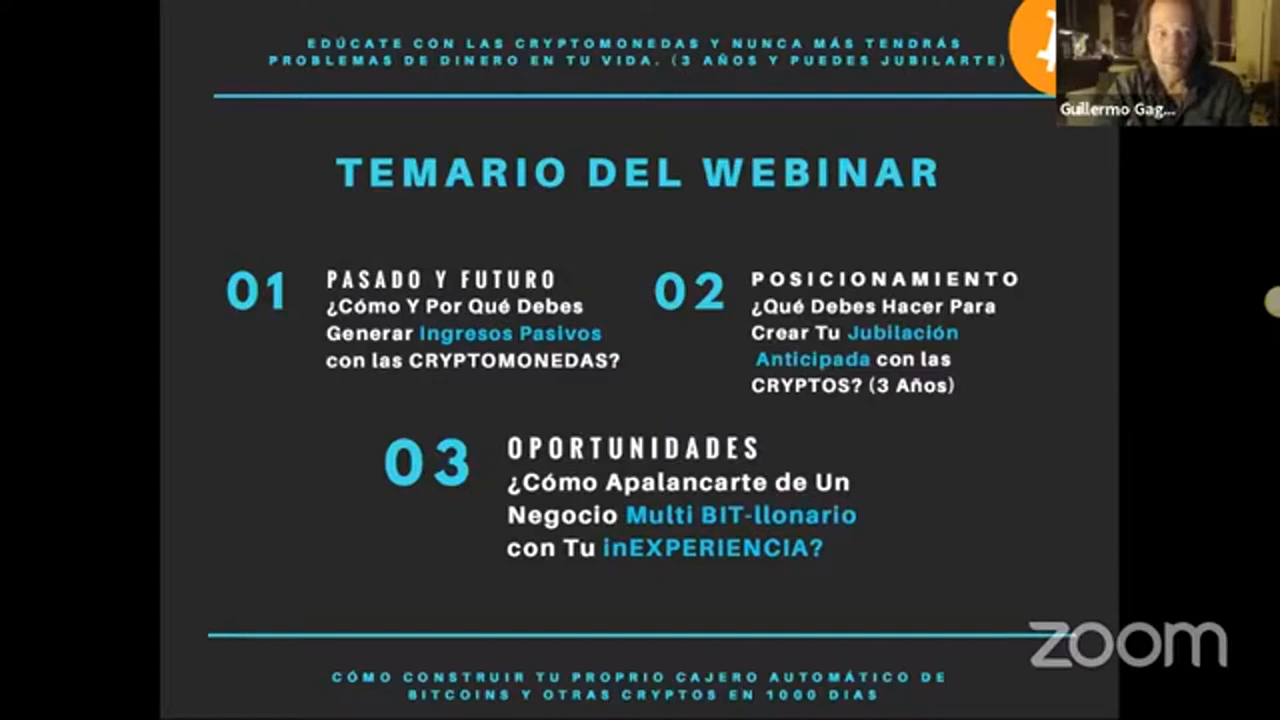 EDÚCATE CON LAS CRYPTOMONEDAS Y NUNCA MÁS TENDRÁS
PROBLEMAS DE DINERO EN TU VIDA. (3 AÑOS Y PUEDES JUBILARTE)
Guillermo Gag...
TEMARIO DEL WEBINAR
01
PASADO Y FUTURO
¿Cómo Y Por Qué Debes
Generar Ingresos Pasivos
con las CRYPTOMONEDAS?
02
POSICIONAMIENTO
¿Qué Debes Hacer Para
Crear Tu Jubilación
Anticipada con las
CRYPTOS? (3 Años)
03
OPORTUNIDADES
¿Cómo Apalancarte de Un
Negocio Multi BIT-llonario
con Tu inEXPERIENCIA?
zoom
CÓMO CONSTRUIR TU PROPRIO CAJERO AUTOMÁTICO DE
BITCOINS Y OTRAS CRYPTOS EN 1000 DIAS